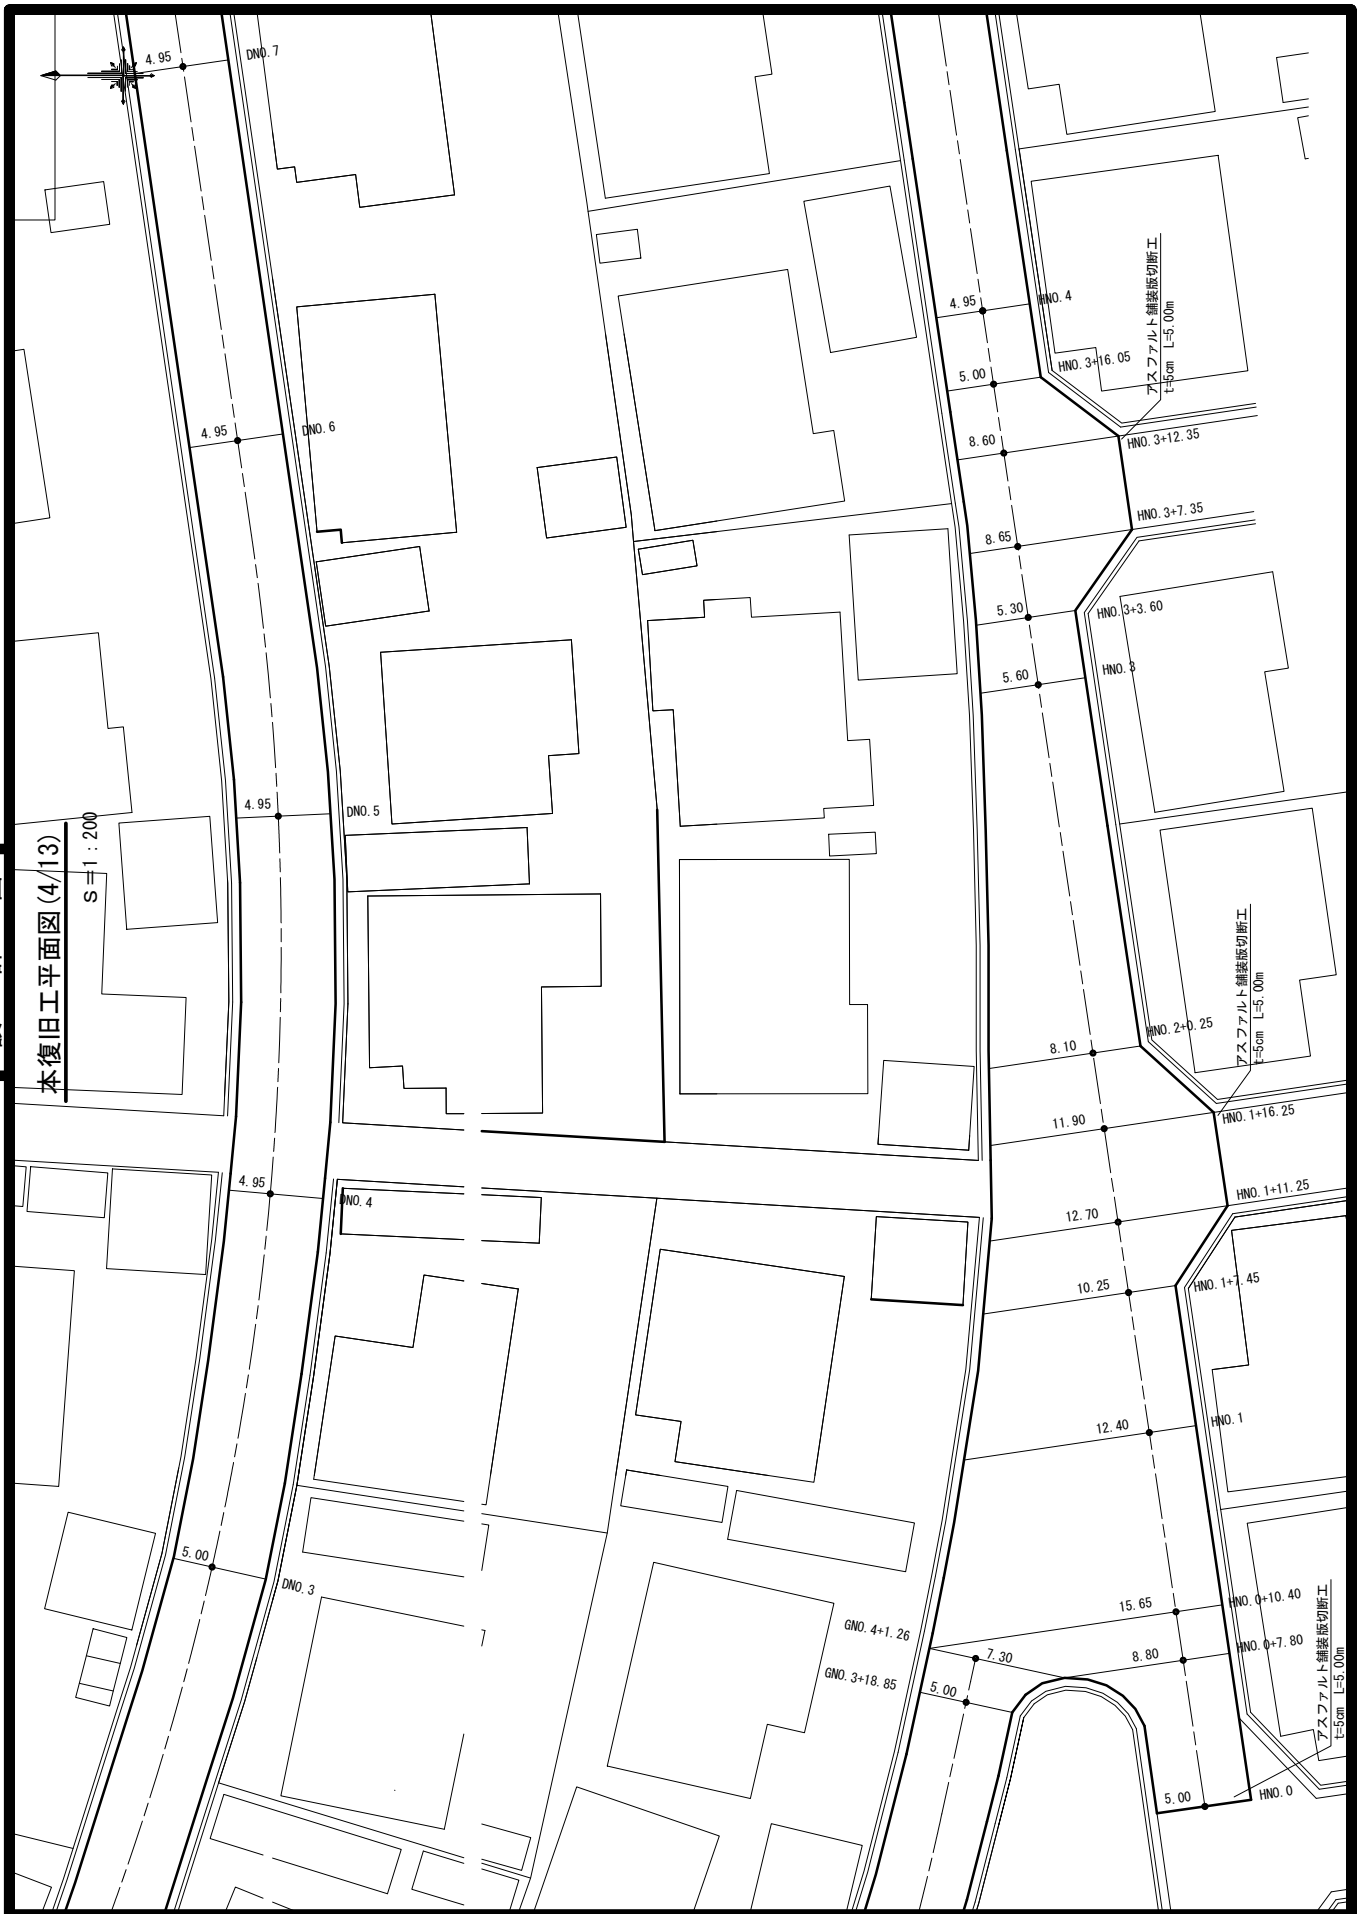 本復旧工平面図(4/13)
S=1:200
4.95
DNO.7
4.95
DNO.6
4.95
DNO.5
4.95
DNO.4
5.00
DNO.3
4.95
HNO.4
5.00
HNO.3+16.05
アスファルト舗装版切断工
t=5cm L=5.00m
8.60
HNO.3+12.35
8.65
HNO.3+7.35
5.30
HNO.3+3.60
5.60
HNO.3
8.10
HNO.2+0.25
アスファルト舗装版切断工
t=5cm L=5.00m
11.90
HNO.1+16.25
12.70
HNO.1+11.25
10.25
HNO.1+7.45
12.40
HNO.1
15.65
HNO.0+10.40
8.80
HNO.0+7.80
アスファルト舗装版切断工
t=5cm L=5.00m
GNO.4+1.26
7.30
GNO.3+18.85
5.00
5.00
HNO.0